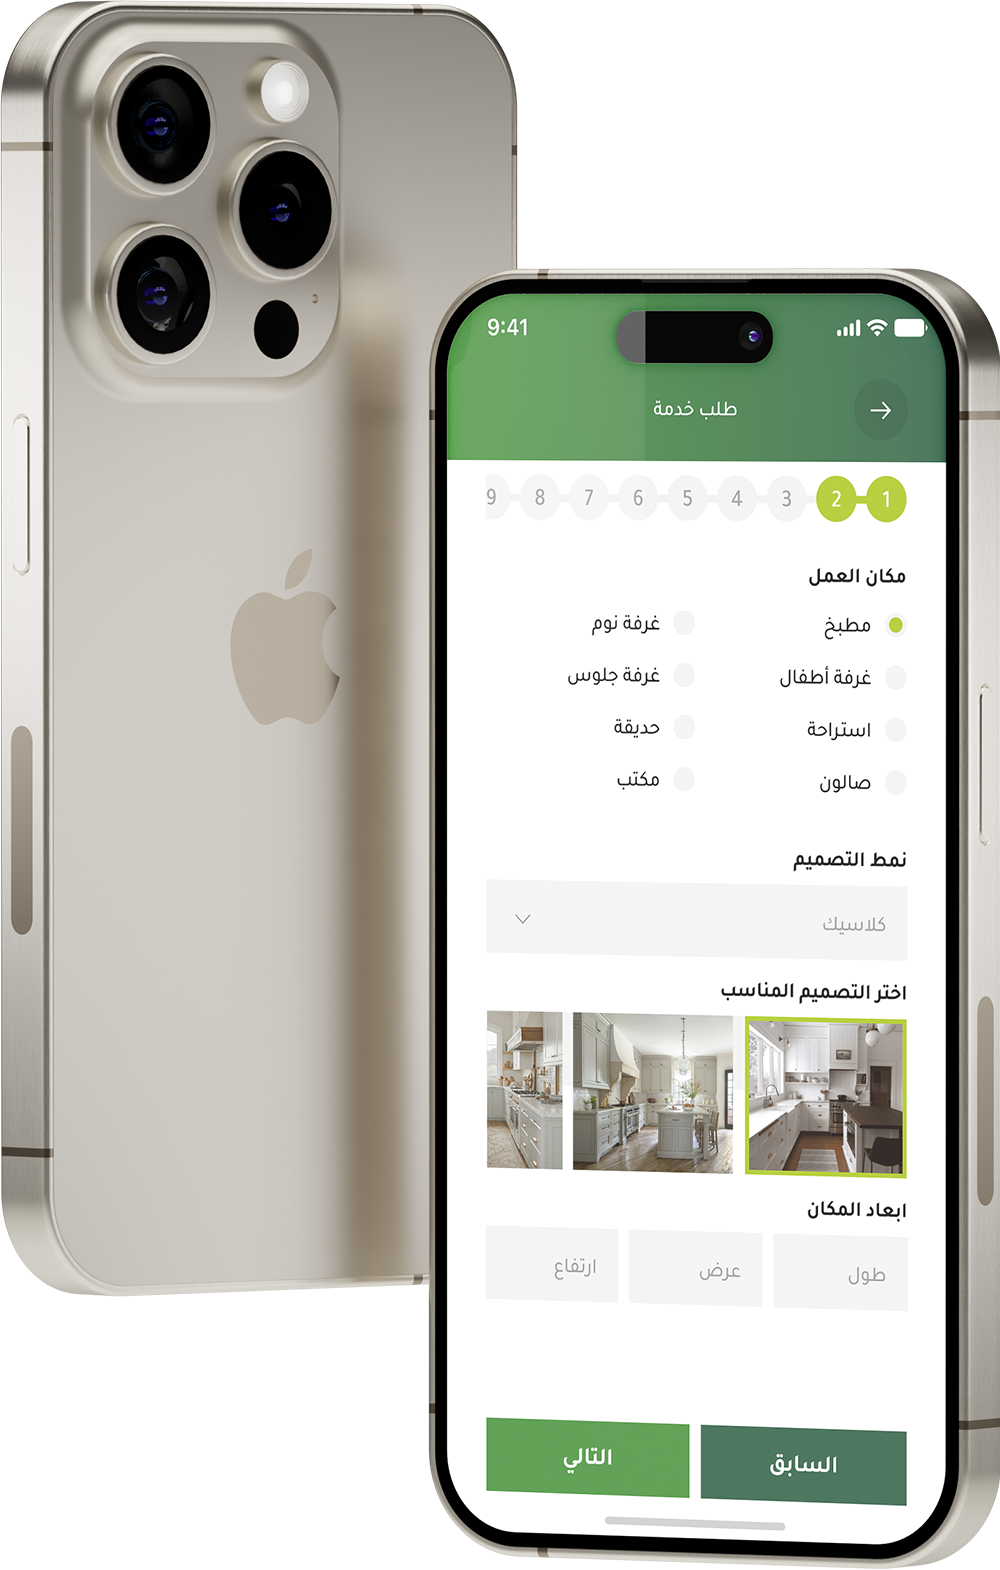 9:41
طلب خدمة
1 2 3 4 5 6 7 8 9
مكان العمل
مطبخ غرفة نوم
غرفة أطفال غرفة جلوس
استراحة حديقة
صالون مكتب
نمط التصميم
كلاسيك
اختر التصميم المناسب
ابعاد المكان
طول عرض ارتفاع
السابق التالي